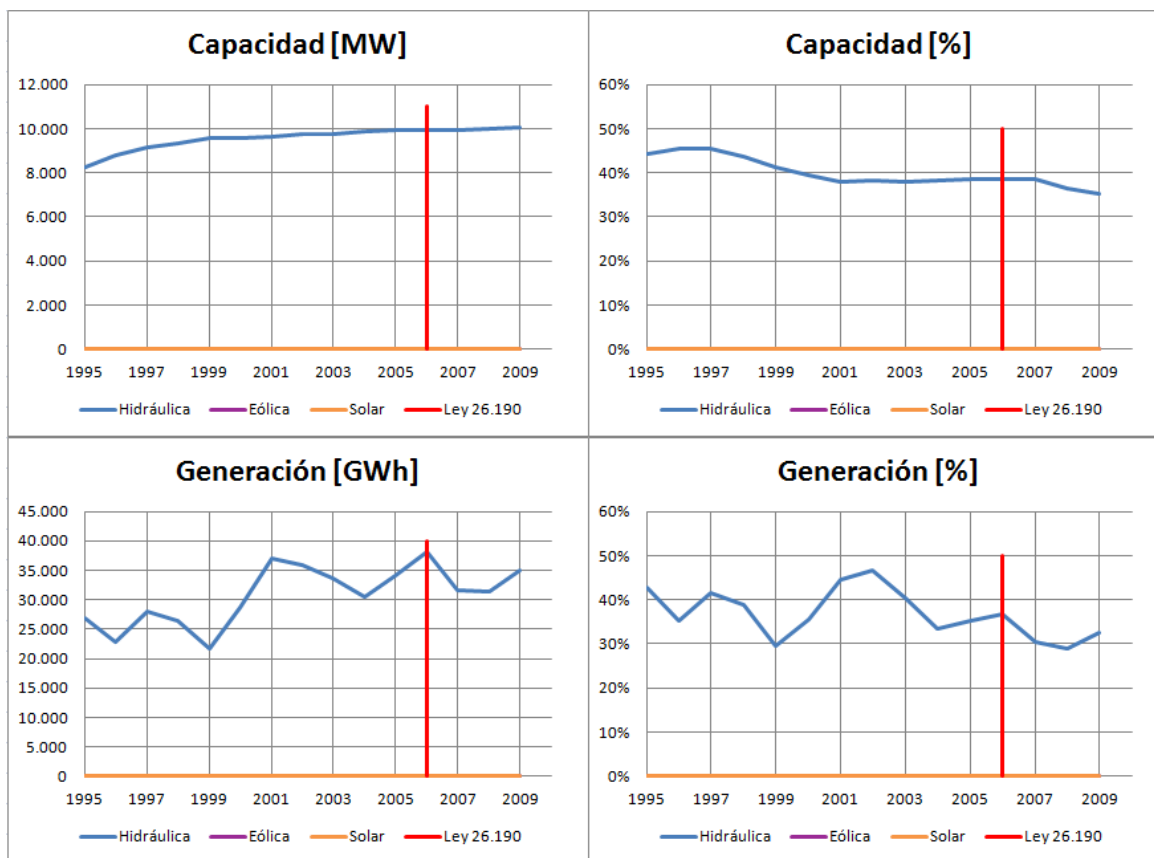 Capacidad [MW]
12.000
10.000
8.000
6.000
4.000
2.000
0
1995 1997 1999 2001 2003 2005 2007 2009
Hidráulica Eólica Solar Ley 26.190
Capacidad [%]
60%
50%
40%
30%
20%
10%
0%
1995 1997 1999 2001 2003 2005 2007 2009
Hidráulica Eólica Solar Ley 26.190
Generación [GWh]
45.000
40.000
35.000
30.000
25.000
20.000
15.000
10.000
5.000
0
1995 1997 1999 2001 2003 2005 2007 2009
Hidráulica Eólica Solar Ley 26.190
Generación [%]
60%
50%
40%
30%
20%
10%
0%
1995 1997 1999 2001 2003 2005 2007 2009
Hidráulica Eólica Solar Ley 26.190